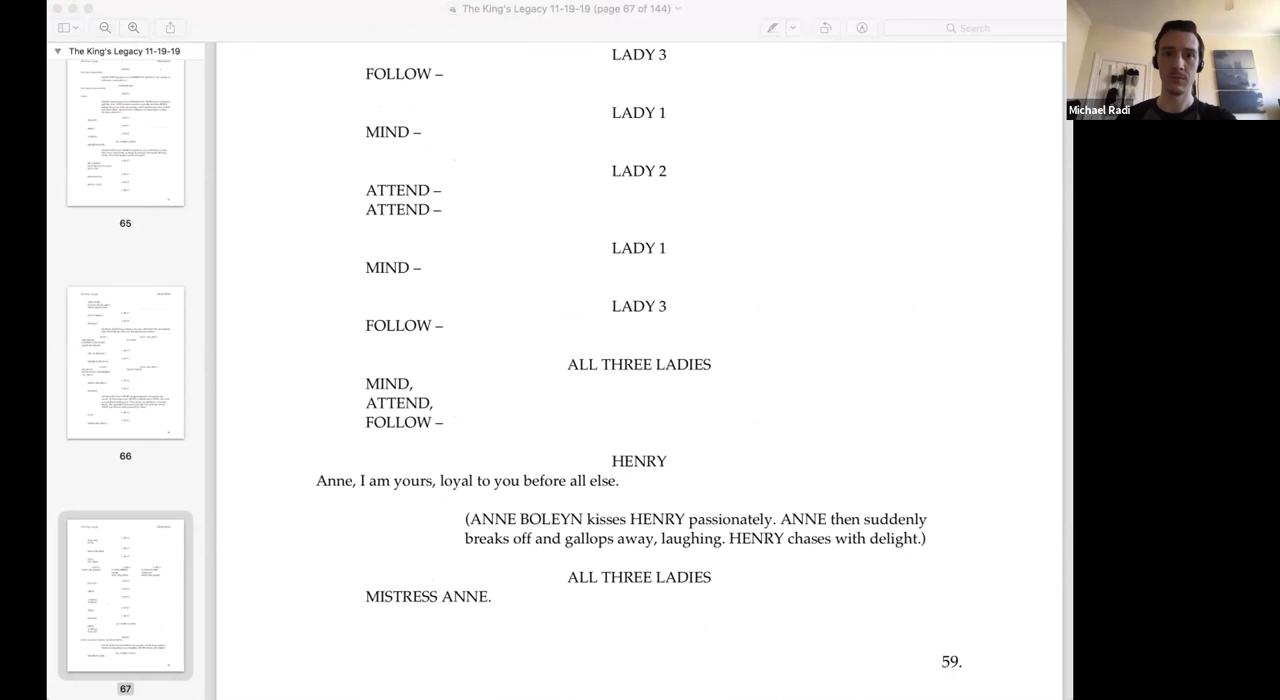 The King's Legacy 11-19-19 (page 67 of 144)
Search
The King's Legacy 11-19-19
65
66
67
LADY 3
FOLLOW –
LADY 1
MIND –
LADY 2
ATTEND –
ATTEND –
LADY 1
MIND –
LADY 3
FOLLOW –
ALL THREE LADIES
MIND,
ATTEND,
FOLLOW –
HENRY
Anne, I am yours, loyal to you before all else.
(ANNE BOLEYN kisses HENRY passionately. ANNE then suddenly
breaks off and gallops away, laughing. HENRY chases with delight.)
ALL THREE LADIES
MISTRESS ANNE.
59.
Michael Radi